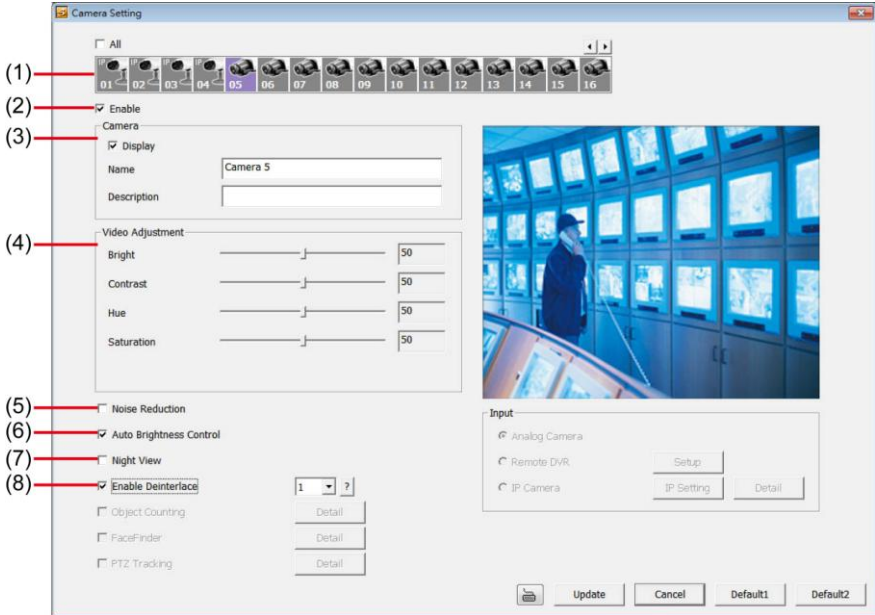 Camera Setting
All
(1)
IP 01 IP 02 IP 03 IP 04 05 06 07 08 09 10 11 12 13 14 15 16
(2) Enable
Camera
(3)
Display
Name Camera 5
Description
Video Adjustment
(4)
Bright 50
Contrast 50
Hue 50
Saturation 50
(5) Noise Reduction
(6) Auto Brightness Control
(7) Night View
(8) Enable Deinterlace 1 ?
Object Counting Detail
FaceFinder Detail
PTZ Tracking Detail
Input
Analog Camera
Remote DVR Setup
IP Camera IP Setting Detail
Update Cancel Default1 Default2